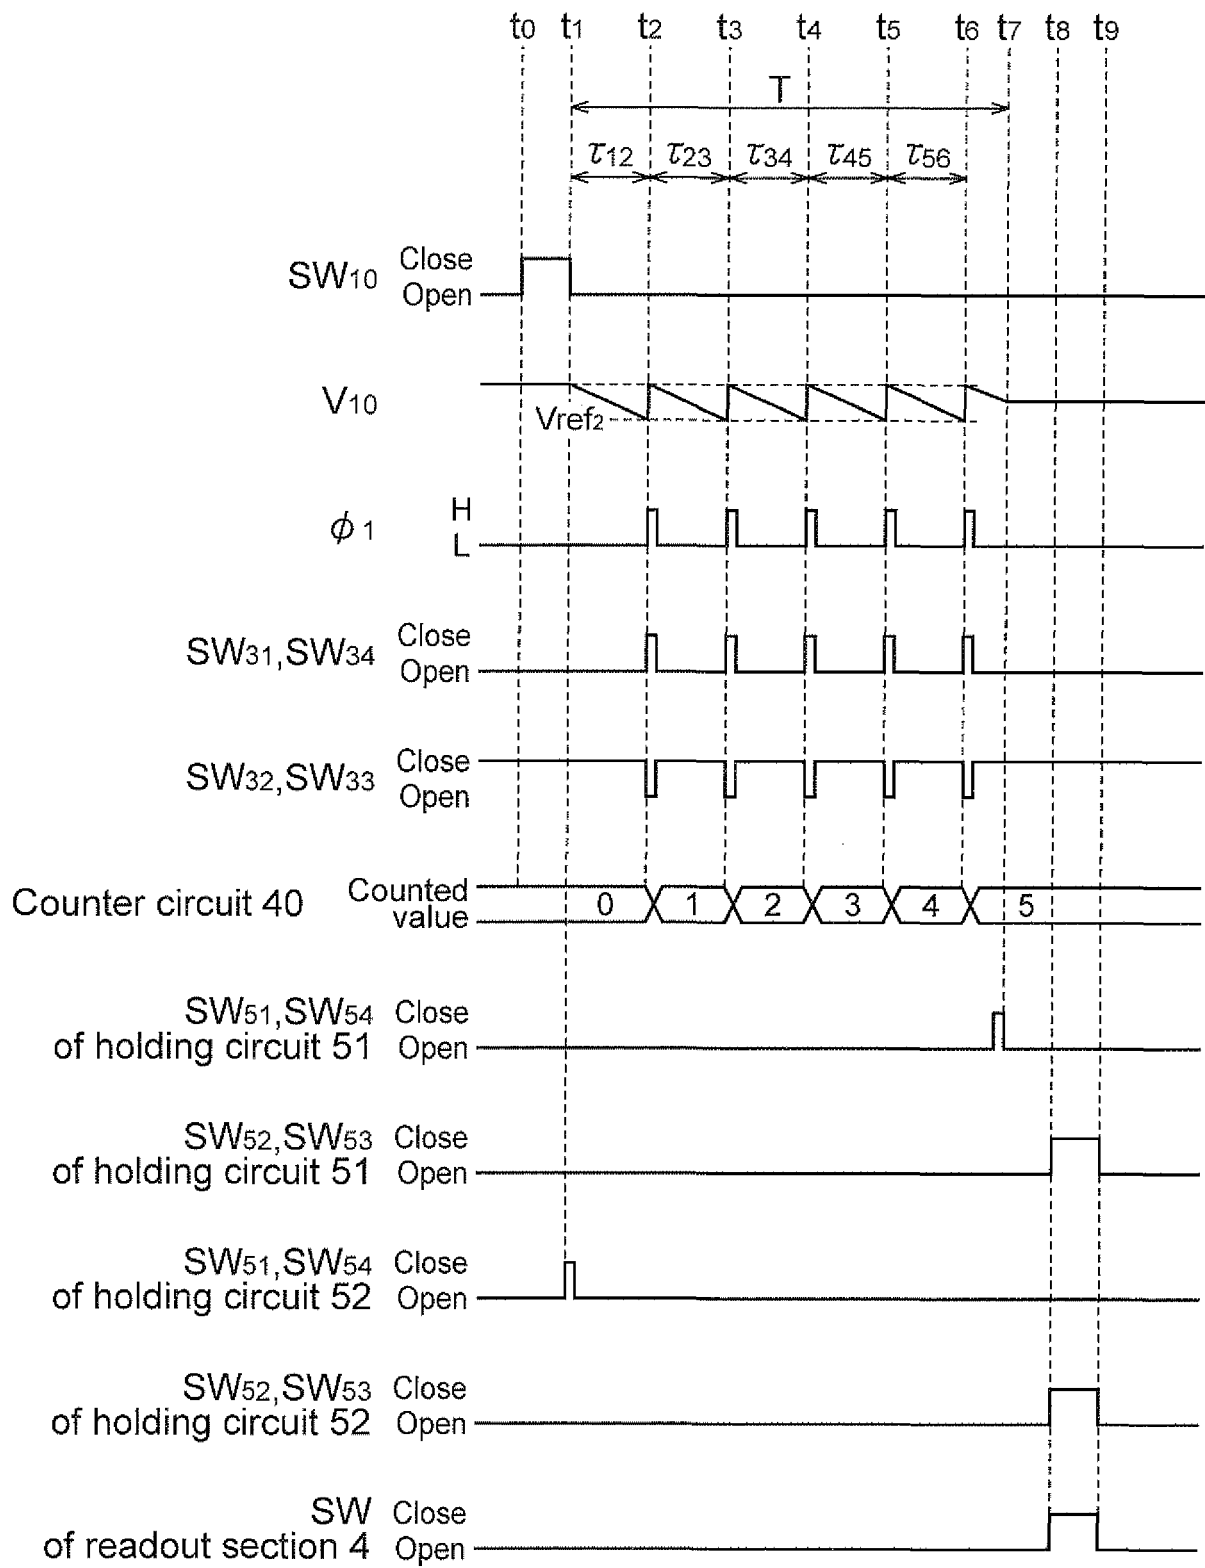 t0 t1 t2 t3 t4 t5 t6 t7 t8 t9
T
τ12 τ23 τ34 τ45 τ56
SW10 Close
Open
V10
Vref2
φ1 H
L
SW31,SW34 Close
Open
SW32,SW33 Close
Open
Counter circuit 40 Counted value 0 1 2 3 4 5
SW51,SW54 Close
of holding circuit 51 Open
SW52,SW53 Close
of holding circuit 51 Open
SW51,SW54 Close
of holding circuit 52 Open
SW52,SW53 Close
of holding circuit 52 Open
SW Close
of readout section 4 Open